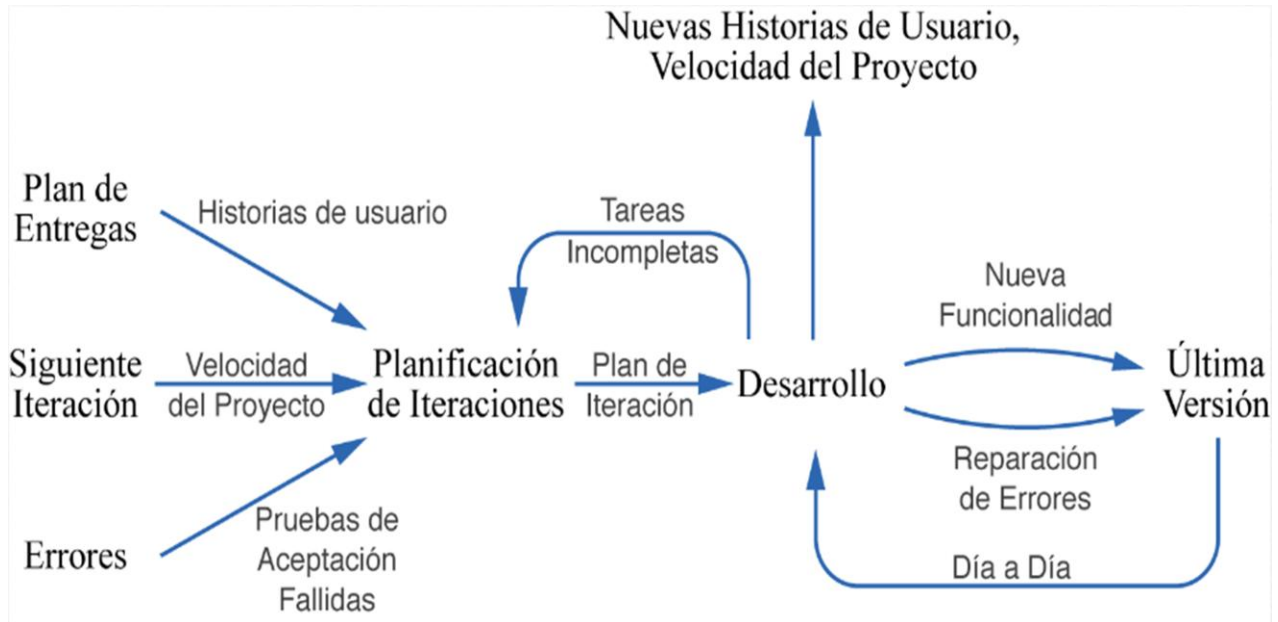 Nuevas Historias de Usuario,
Velocidad del Proyecto
Plan de
Entregas
Historias de usuario
Tareas
Incompletas
Nueva
Funcionalidad
Siguiente
Iteración
Velocidad
del Proyecto
Planificación
de Iteraciones
Plan de
Iteración
Desarrollo
Última
Versión
Reparación
de Errores
Errores
Pruebas de
Aceptación
Fallidas
Día a Día